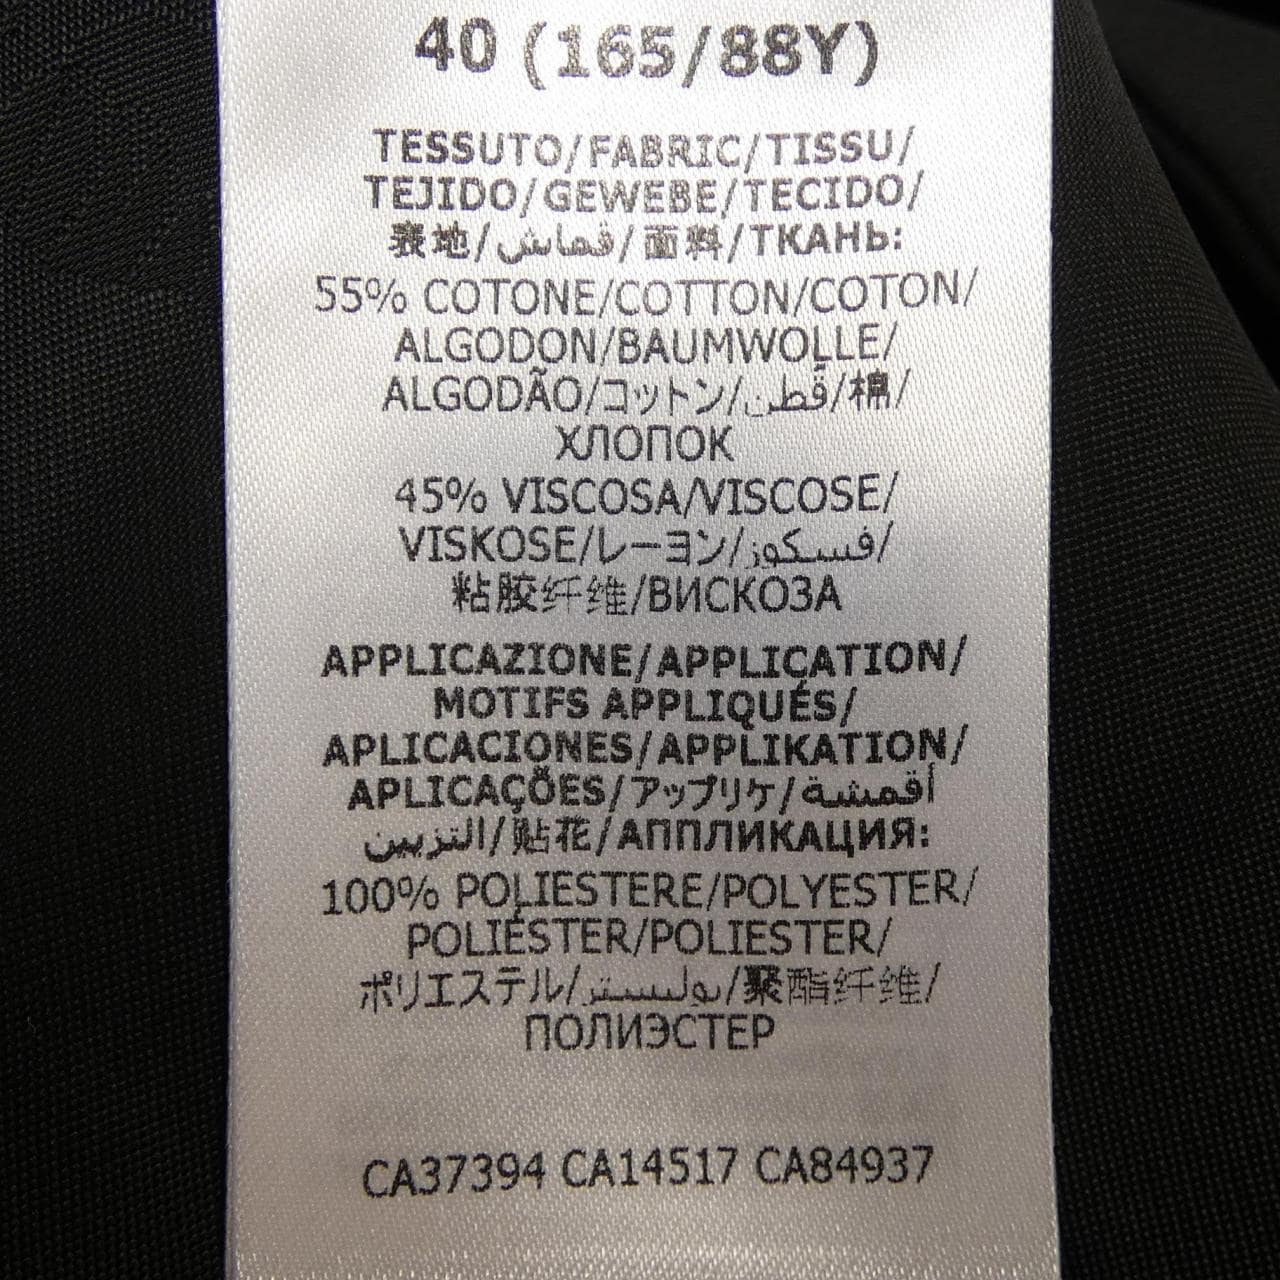 40 (165/88Y)
TESSUTO/FABRIC/TISSU/
TEJIDO/GEWEBE/TECIDO/
表地/قماش/面料/ТКАНЬ:
55% COTONE/COTTON/COTON/
ALGODON/BAUMWOLLE/
ALGODÃO/コットン/قطن/棉/
ХЛОПОК
45% VISCOSA/VISCOSE/
VISKOSE/レーヨン/فسكوز/
粘胶纤维/ВИСКОЗА
APPLICAZIONE/APPLICATION/
MOTIFS APPLIQUÉS/
APLICACIONES/APPLIKATION/
APLICAÇÕES/アップリケ/أقمشة
التزيين/贴花/АППЛИКАЦИЯ:
100% POLIESTERE/POLYESTER/
POLIÉSTER/POLIESTER/
ポリエステル/بوليستر/聚酯纤维/
ПОЛИЭСТЕР
CA37394 CA14517 CA84937